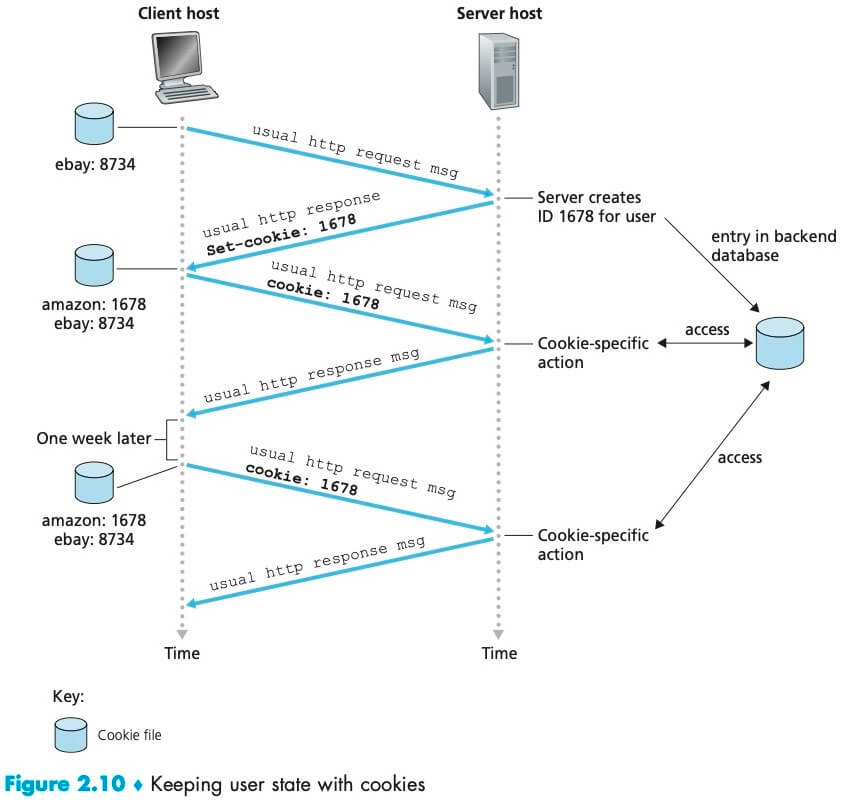 Client host
Server host
usual http request msg
ebay: 8734
Server creates
ID 1678 for user
usual http response
Set-cookie: 1678
entry in backend
database
usual http request msg
cookie: 1678
amazon: 1678
ebay: 8734
Cookie-specific
action
access
usual http response msg
One week later
usual http request msg
cookie: 1678
access
amazon: 1678
ebay: 8734
Cookie-specific
action
usual http response msg
Time
Time
Key:
Cookie file
Figure 2.10 ♦ Keeping user state with cookies